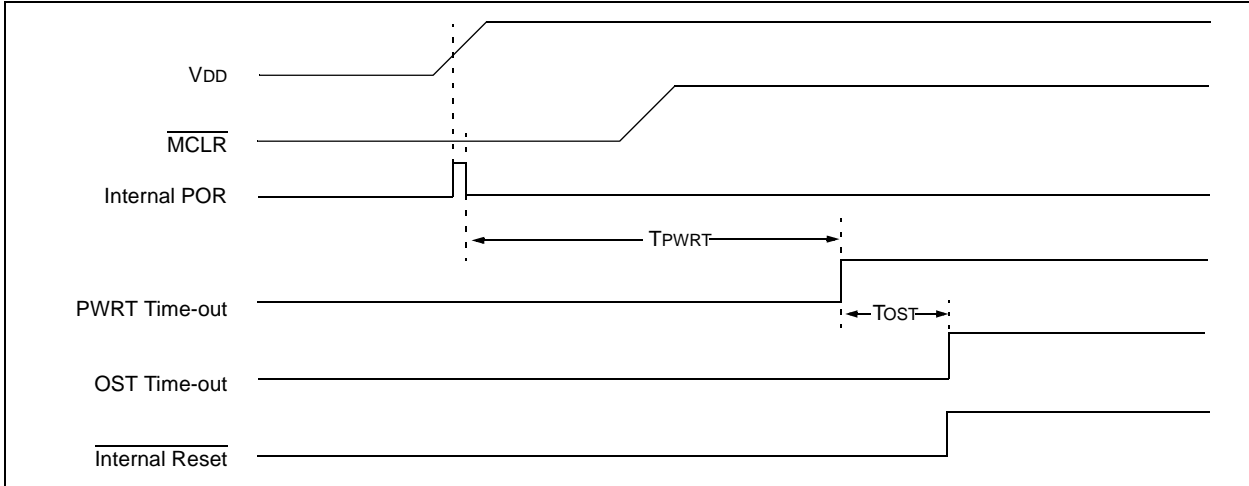 VDD
MCLR
Internal POR
TPWRT
PWRT Time-out
TOST
OST Time-out
Internal Reset